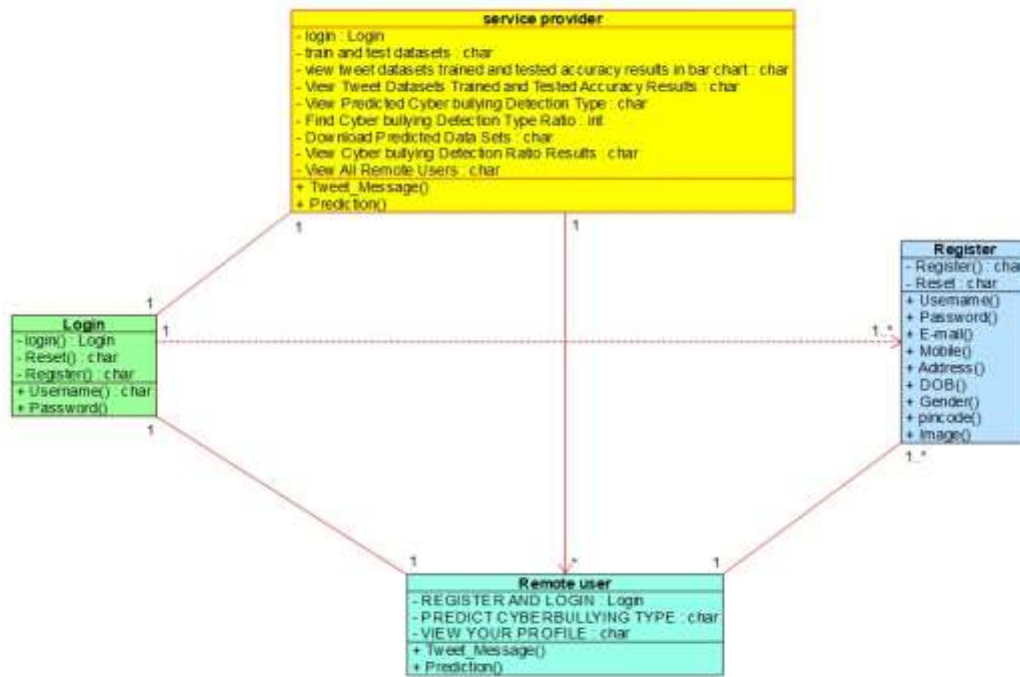 service provider
- login : Login
- train and test datasets : char
- view tweet datasets trained and tested accuracy results in bar chart : char
- View Tweet Datasets Trained and Tested Accuracy Results : char
- View Predicted Cyber bullying Detection Type : char
- Find Cyber bullying Detection Type Ratio : int
- Download Predicted Data Sets : char
- View Cyber bullying Detection Ratio Results : char
- View All Remote Users : char
+ Tweet_Message()
+ Prediction()
1
1
Register
- Register() : char
- Reset : char
+ Username()
+ Password()
+ E-mail()
+ Mobile()
+ Address()
+ DOB()
+ Gender()
+ pincode()
+ Image()
1
Login
- login() : Login
- Reset() : char
- Register() : char
+ Username() : char
+ Password()
1
1..*
1
1..*
1
*
1
Remote user
- REGISTER AND LOGIN : Login
- PREDICT CYBERBULLYING TYPE : char
- VIEW YOUR PROFILE : char
+ Tweet_Message()
+ Prediction()